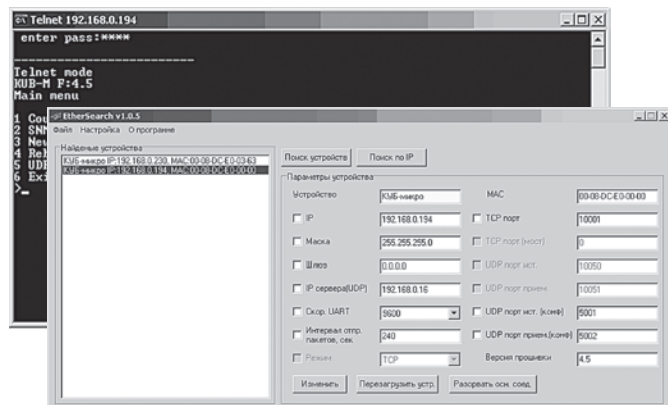 Telnet 192.168.0.194
enter pass:****
Telnet mode
KUB-M F:4.5
Main menu
1 Cou
2 SNM
3 New
4 Re
5 UDP
6 Exi
>_
EtherSearch v1.0.5
Файл Настройка О программе
Найденые устройства
КУБ-микро IP:192.168.0.230, MAC:00-08-DC-E0-03-63
КУБ-микро IP:192.168.0.194, MAC:00-08-DC-E0-00-00
Поиск устройств Поиск по IP
Параметры устройства
Устройство КУБ-микро MAC 00-08-DC-E0-00-00
IP 192.168.0.194 TCP порт 10001
Маска 255.255.255.0 TCP порт (мост) 0
Шлюз 0.0.0.0 UDP порт ист. 10050
IP сервера(UDP) 192.168.0.16 UDP порт прием. 10051
Скор. UART 9600 UDP порт ист. (конф) 5001
Интервал отпр. пакетов, сек 240 UDP порт прием.(конф) 5002
Режим TCP Версия прошивки 4.5
Изменить Перезагрузить устр. Разорвать осн. соед.